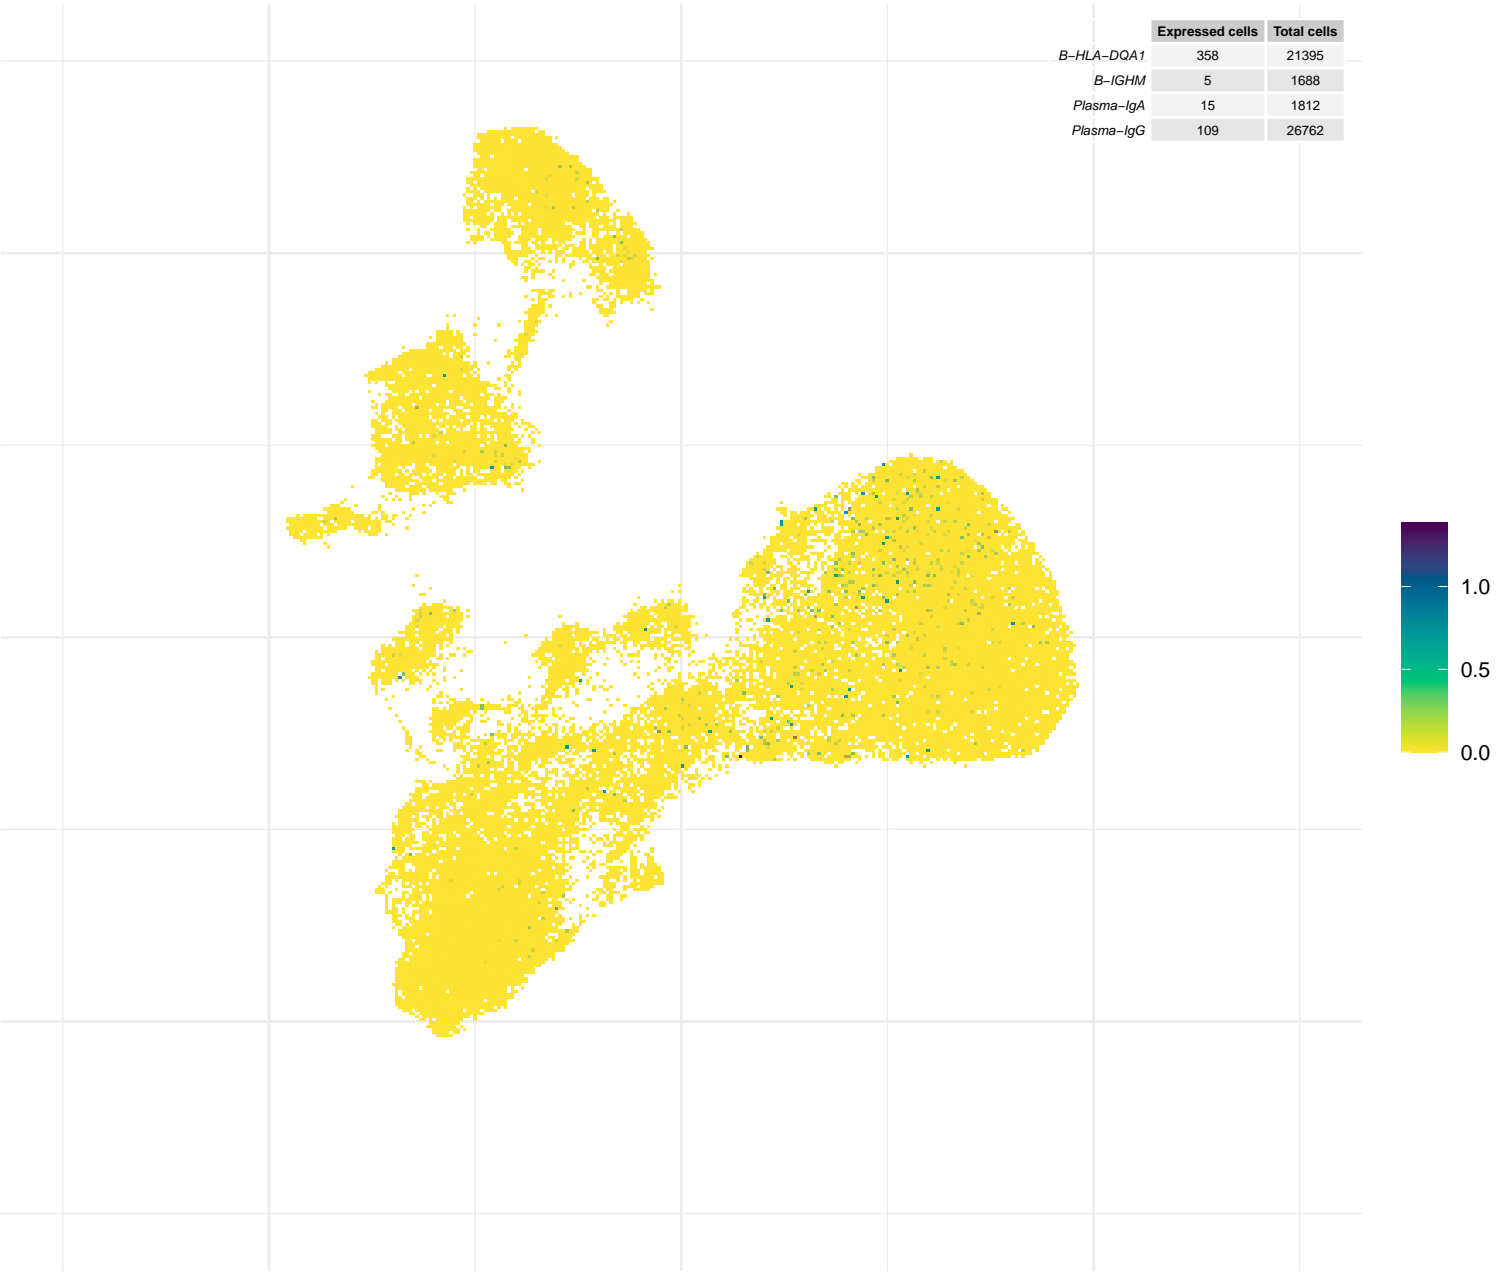 Expressed cells Total cells
B−HLA−DQA1 358 21395
B−IGHM 5 1688
Plasma−IgA 15 1812
Plasma−IgG 109 26762
1.0
0.5
0.0